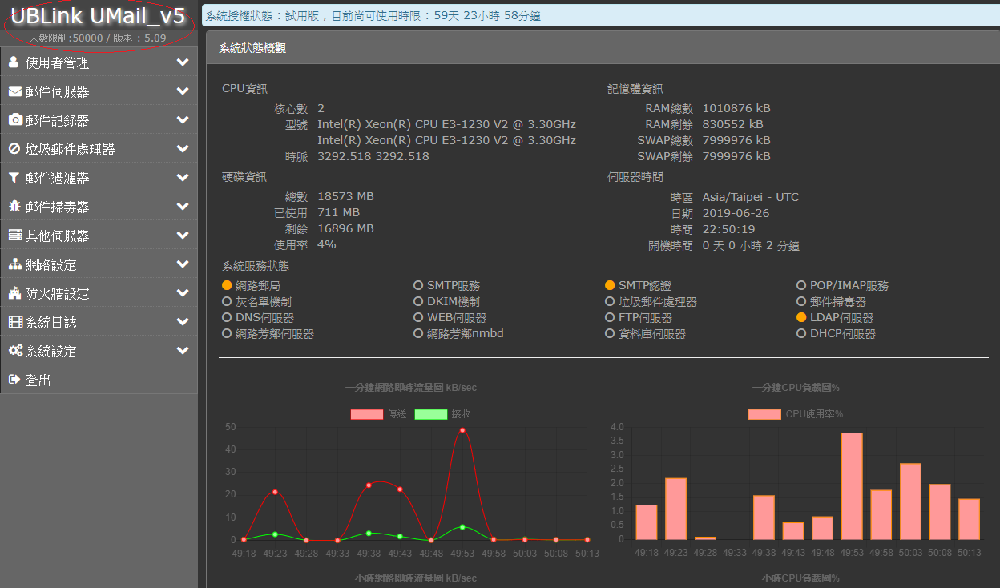 UBLink UMail_v5
人數限制:50000 / 版本：5.09
使用者管理
郵件伺服器
郵件記錄器
垃圾郵件處理器
郵件過濾器
郵件掃毒器
其他伺服器
網路設定
防火牆設定
系統日誌
系統設定
登出
系統授權狀態：試用版，目前尚可使用時限：59天 23小時 58分鐘
系統狀態概觀
CPU資訊
核心數 2
型號 Intel(R) Xeon(R) CPU E3-1230 V2 @ 3.30GHz
Intel(R) Xeon(R) CPU E3-1230 V2 @ 3.30GHz
時脈 3292.518 3292.518
記憶體資訊
RAM總數 1010876 kB
RAM剩餘 830552 kB
SWAP總數 7999976 kB
SWAP剩餘 7999976 kB
硬碟資訊
總數 18573 MB
已使用 711 MB
剩餘 16896 MB
使用率 4%
伺服器時間
時區 Asia/Taipei - UTC
日期 2019-06-26
時間 22:50:19
開機時間 0 天 0 小時 2 分鐘
系統服務狀態
網路郵局 SMTP服務 SMTP認證 POP/IMAP服務
灰名單機制 DKIM機制 垃圾郵件處理器 郵件掃毒器
DNS伺服器 WEB伺服器 FTP伺服器 LDAP伺服器
網路芳鄰伺服器 網路芳鄰nmbd 資料庫伺服器 DHCP伺服器
一分鐘網路即時流量圖 kB/sec
傳送 接收
50
40
30
20
10
0
49:18 49:23 49:28 49:33 49:38 49:43 49:48 49:53 49:58 50:03 50:08 50:13
一分鐘CPU負載圖%
CPU使用率%
4.0
3.5
3.0
2.5
2.0
1.5
1.0
0.5
0
49:18 49:23 49:28 49:33 49:38 49:43 49:48 49:53 49:58 50:03 50:08 50:13
一小時網路即時流量圖 kB/sec
一小時CPU負載圖%